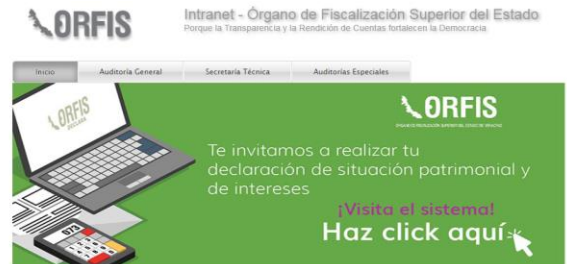 ORFIS
Intranet - Órgano de Fiscalización Superior del Estado
Porque la Transparencia y la Rendición de Cuentas fortalecen la Democracia.
Inicio
Auditoría General
Secretaría Técnica
Auditorías Especiales
ORFIS
DECLARA
ORFIS
Te invitamos a realizar tu
declaración de situación patrimonial y
de intereses
¡Visita el sistema!
Haz click aquí